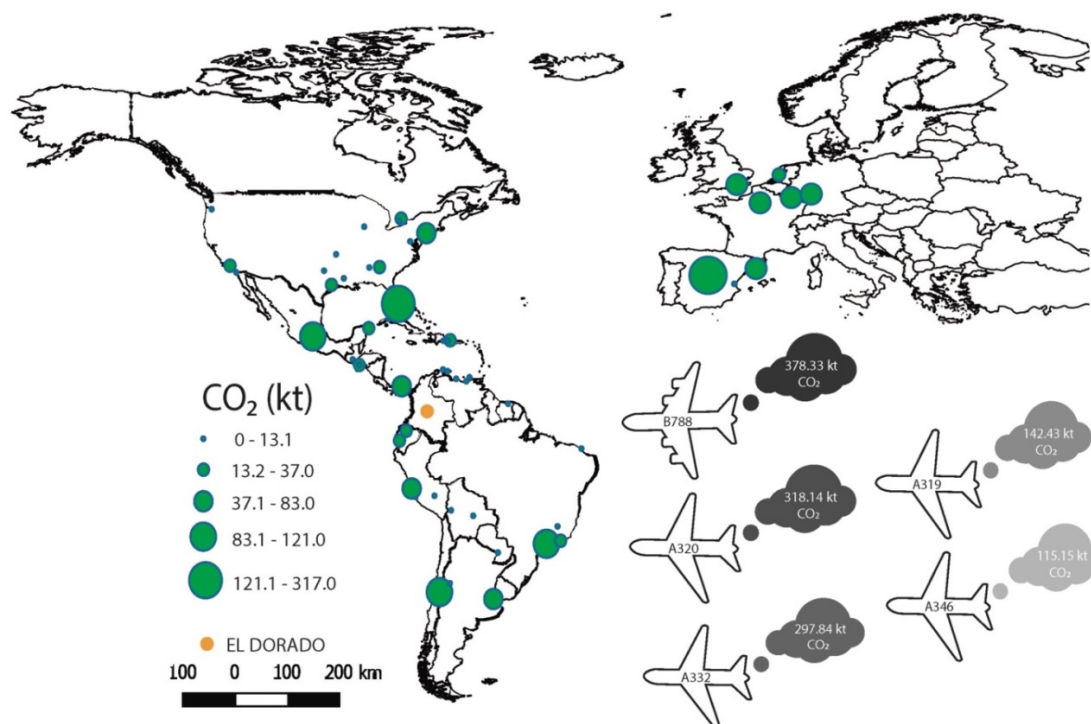 CO₂ (kt)
0 - 13.1
13.2 - 37.0
37.1 - 83.0
83.1 - 121.0
121.1 - 317.0
EL DORADO
100 0 100 200 km
378.33 kt
CO₂
B788
142.43 kt
CO₂
A319
318.14 kt
CO₂
A320
115.15 kt
CO₂
A346
297.84 kt
CO₂
A332